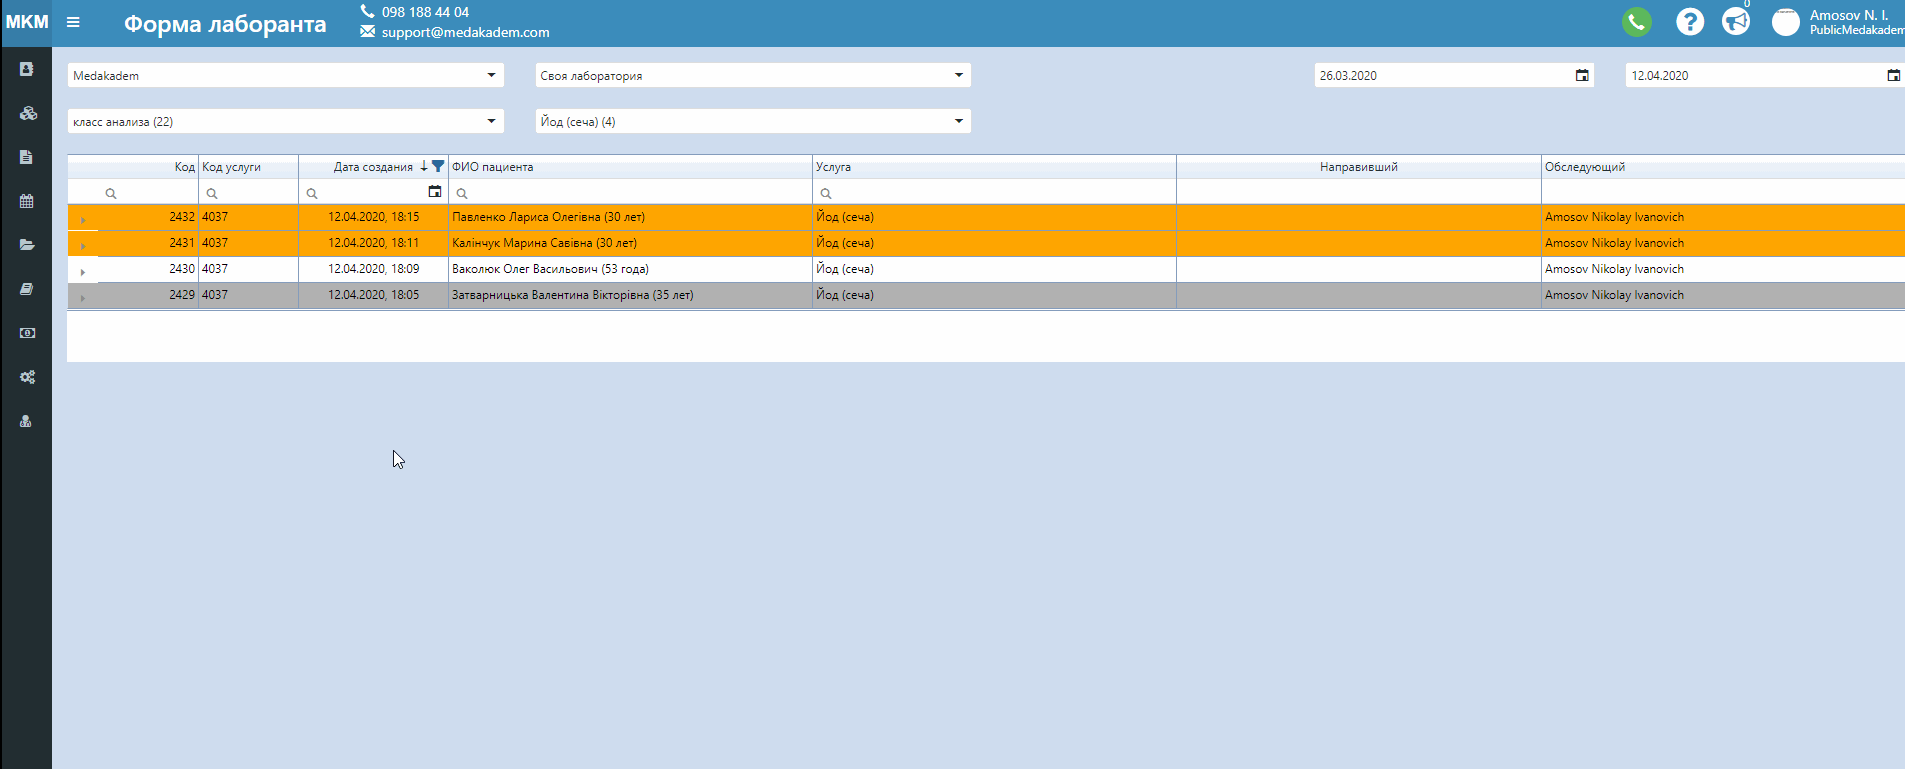 МКМ Форма лаборанта 098 188 44 04 0 Amosov N. I.
support@medakadem.com PublicMedakadem
Medakadem Своя лаборатория 26.03.2020 12.04.2020
класс анализа (22) Йод (сеча) (4)
Код Код услуги Дата создания ФИО пациента Услуга Направивший Обследующий
2432 4037 12.04.2020, 18:15 Павленко Лариса Олегівна (30 лет) Йод (сеча) Amosov Nikolay Ivanovich
2431 4037 12.04.2020, 18:11 Калінчук Марина Савівна (30 лет) Йод (сеча) Amosov Nikolay Ivanovich
2430 4037 12.04.2020, 18:09 Ваколюк Олег Васильович (53 года) Йод (сеча) Amosov Nikolay Ivanovich
2429 4037 12.04.2020, 18:05 Затварницька Валентина Вікторівна (35 лет) Йод (сеча) Amosov Nikolay Ivanovich